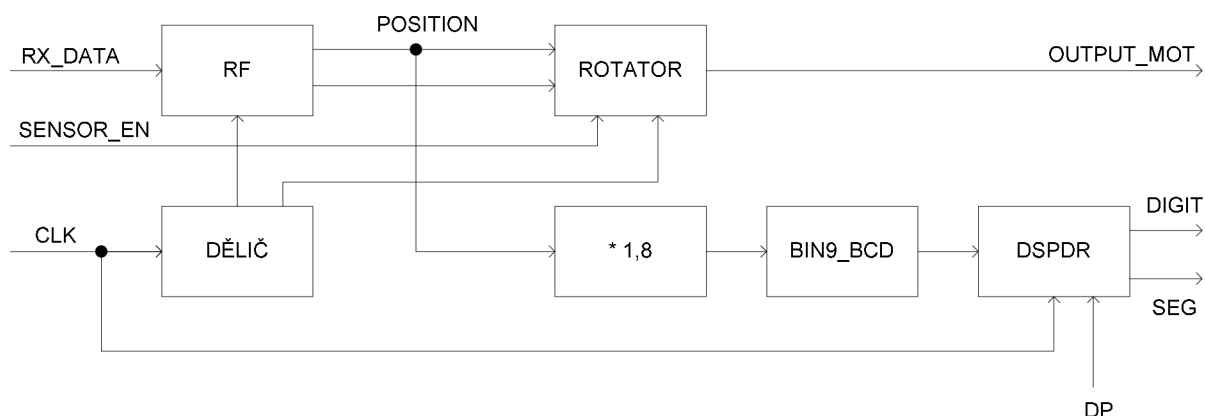 POSITION
RX_DATA
RF
ROTATOR
OUTPUT_MOT
SENSOR_EN
CLK
DĚLIČ
* 1,8
BIN9_BCD
DSPDR
DIGIT
SEG
DP